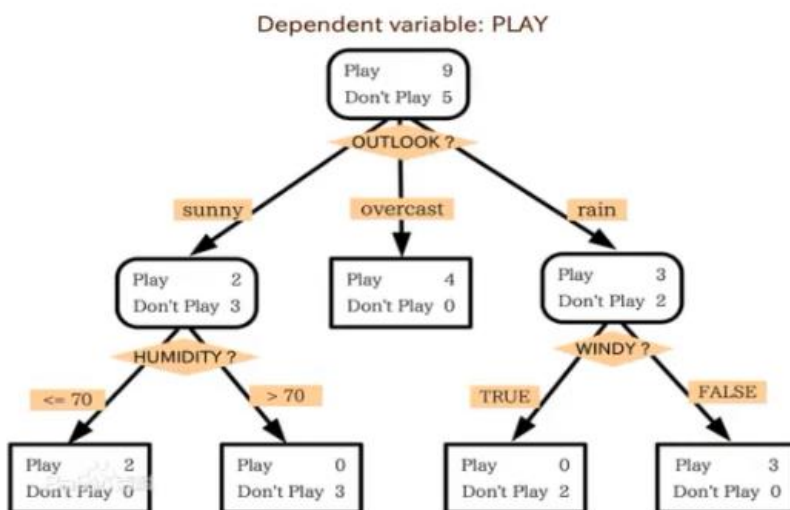 Dependent variable: PLAY
Play 9
Don't Play 5
OUTLOOK ?
sunny
overcast
rain
Play 2
Don't Play 3
Play 4
Don't Play 0
Play 3
Don't Play 2
HUMIDITY ?
WINDY ?
<= 70
> 70
TRUE
FALSE
Play 2
Don't Play 0
Play 0
Don't Play 3
Play 0
Don't Play 2
Play 3
Don't Play 0